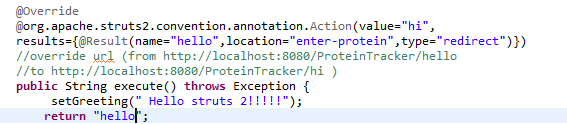 @Override
@org.apache.struts2.convention.annotation.Action(value="hi",
results={@Result(name="hello",location="enter-protein",type="redirect")})
//override url (from http://localhost:8080/ProteinTracker/hello
//to http://localhost:8080/ProteinTracker/hi )
public String execute() throws Exception {
setGreeting(" Hello struts 2!!!!!");
return "hello";